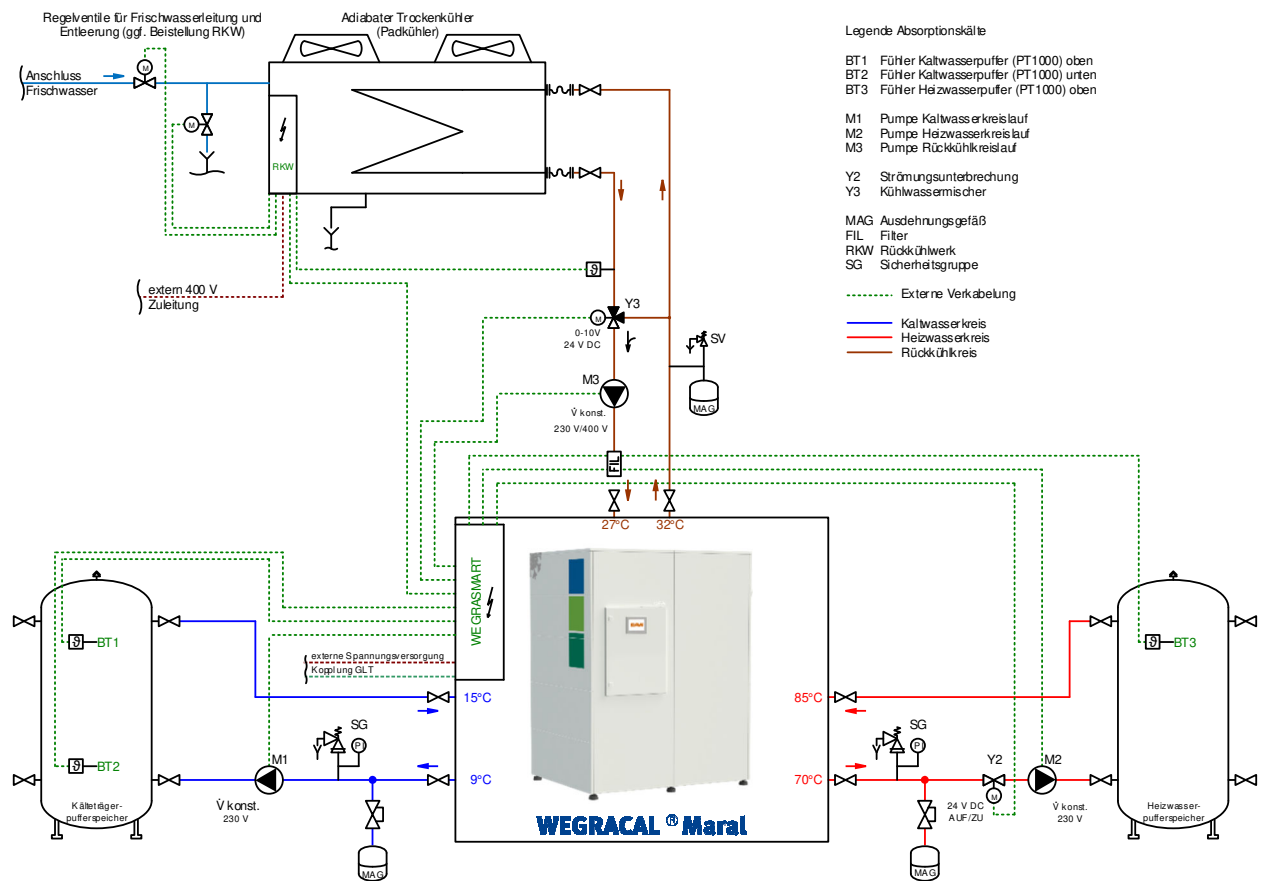 Regelventile für Frischwasserleitung und
Entleerung (ggf. Beistellung RKW)
Adiabater Trockenkühler
(Padkühler)
M
Anschluss
Frischwasser
M
RKW
extern 400 V
Zuleitung
ϑ
Y3
M
0-10V
24 V DC
SV
MAG
M3
V̇ konst.
230 V/400 V
FIL
27°C
32°C
Legende Absorptionskälte
BT1 Fühler Kaltwasserpuffer (PT1000) oben
BT2 Fühler Kaltwasserpuffer (PT1000) unten
BT3 Fühler Heizwasserpuffer (PT1000) oben
M1 Pumpe Kaltwasserkreislauf
M2 Pumpe Heizwasserkreislauf
M3 Pumpe Rückkühlkreislauf
Y2 Strömungsunterbrechung
Y3 Kühlwassermischer
MAG Ausdehnungsgefäß
FIL Filter
RKW Rückkühlwerk
SG Sicherheitsgruppe
Externe Verkabelung
Kaltwasserkreis
Heizwasserkreis
Rückkühlkreis
WEGRASMART
externe Spannungsversorgung
Kopplung GLT
ϑ BT1
ϑ BT2
Kälteträger-
pufferspeicher
M1
V̇ konst.
230 V
SG
P
MAG
15°C
9°C
85°C
70°C
WEGRACAL ® Maral
SG
P
MAG
Y2
M
24 V DC
AUF/ZU
M2
V̇ konst.
230 V
ϑ BT3
Heizwasser-
pufferspeicher